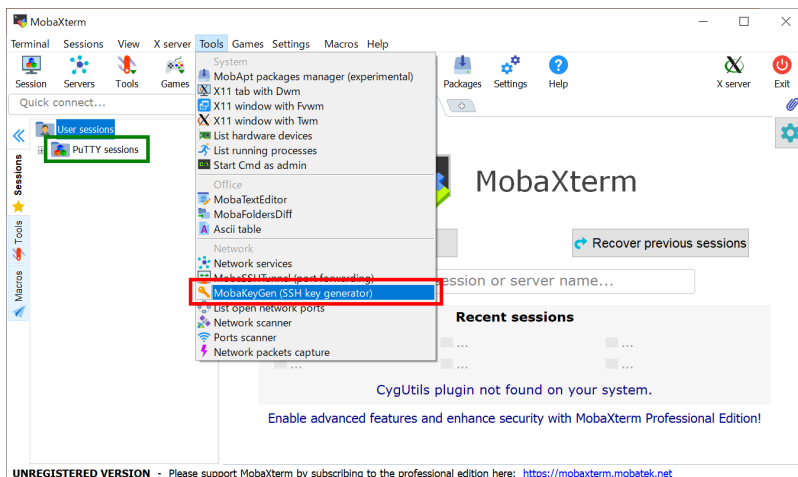 MobaXterm
Terminal Sessions View X server Tools Games Settings Macros Help
Session Servers Tools Games Packages Settings Help X server Exit
Quick connect...
User sessions
PuTTY sessions
Sessions
Tools
Macros
System
MobApt packages manager (experimental)
X11 tab with Dwm
X11 window with Fvwm
X11 window with Twm
List hardware devices
List running processes
Start Cmd as admin
Office
MobaTextEditor
MobaFoldersDiff
Ascii table
Network
Network services
MobaSSHTunnel (port forwarding)
MobaKeyGen (SSH key generator)
List open network ports
Network scanner
Ports scanner
Network packets capture
MobaXterm
Recover previous sessions
session or server name...
Recent sessions
... ...
... ... ...
CygUtils plugin not found on your system.
Enable advanced features and enhance security with MobaXterm Professional Edition!
UNREGISTERED VERSION - Please support MobaXterm by subscribing to the professional edition here: https://mobaxterm.mobatek.net